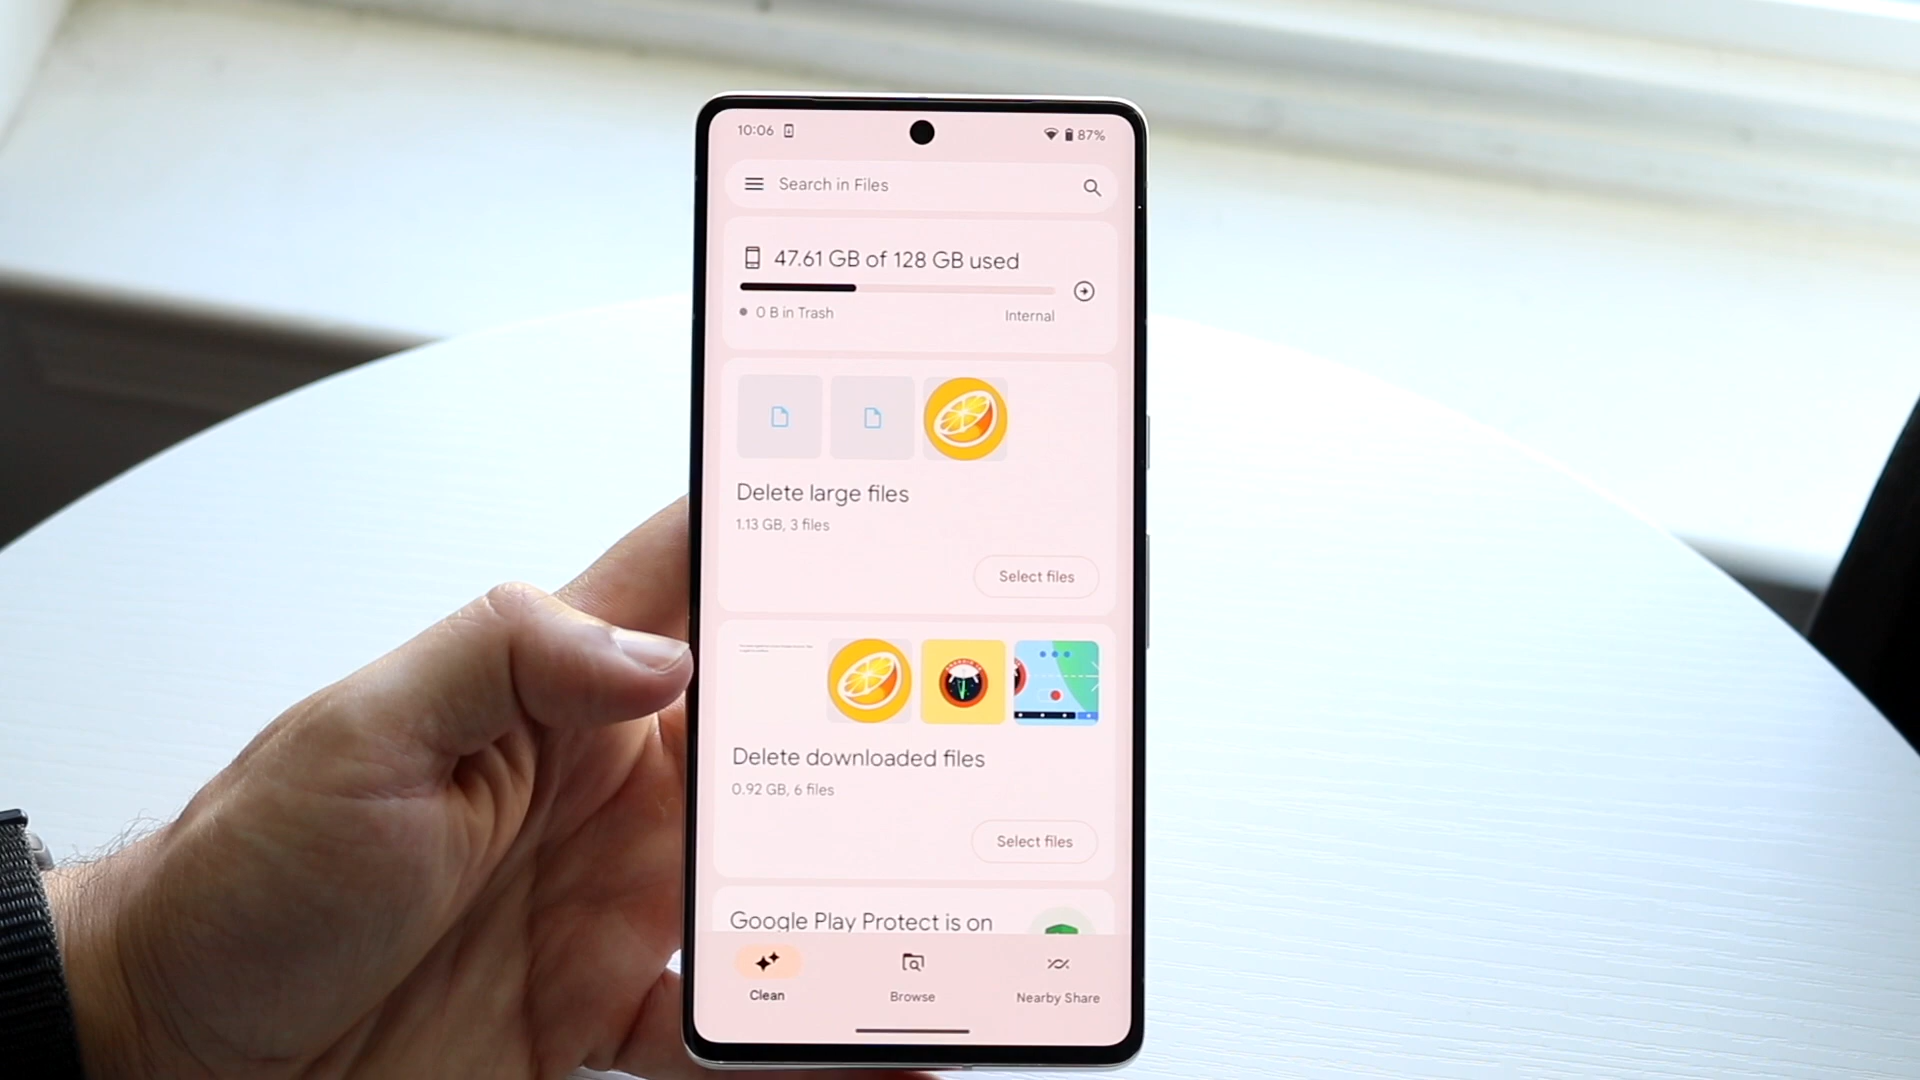 10:06
87%
Search in Files
47.61 GB of 128 GB used
0 B in Trash
Internal
Delete large files
1.13 GB, 3 files
Select files
Delete downloaded files
0.92 GB, 6 files
Select files
Google Play Protect is on
Clean
Browse
Nearby Share